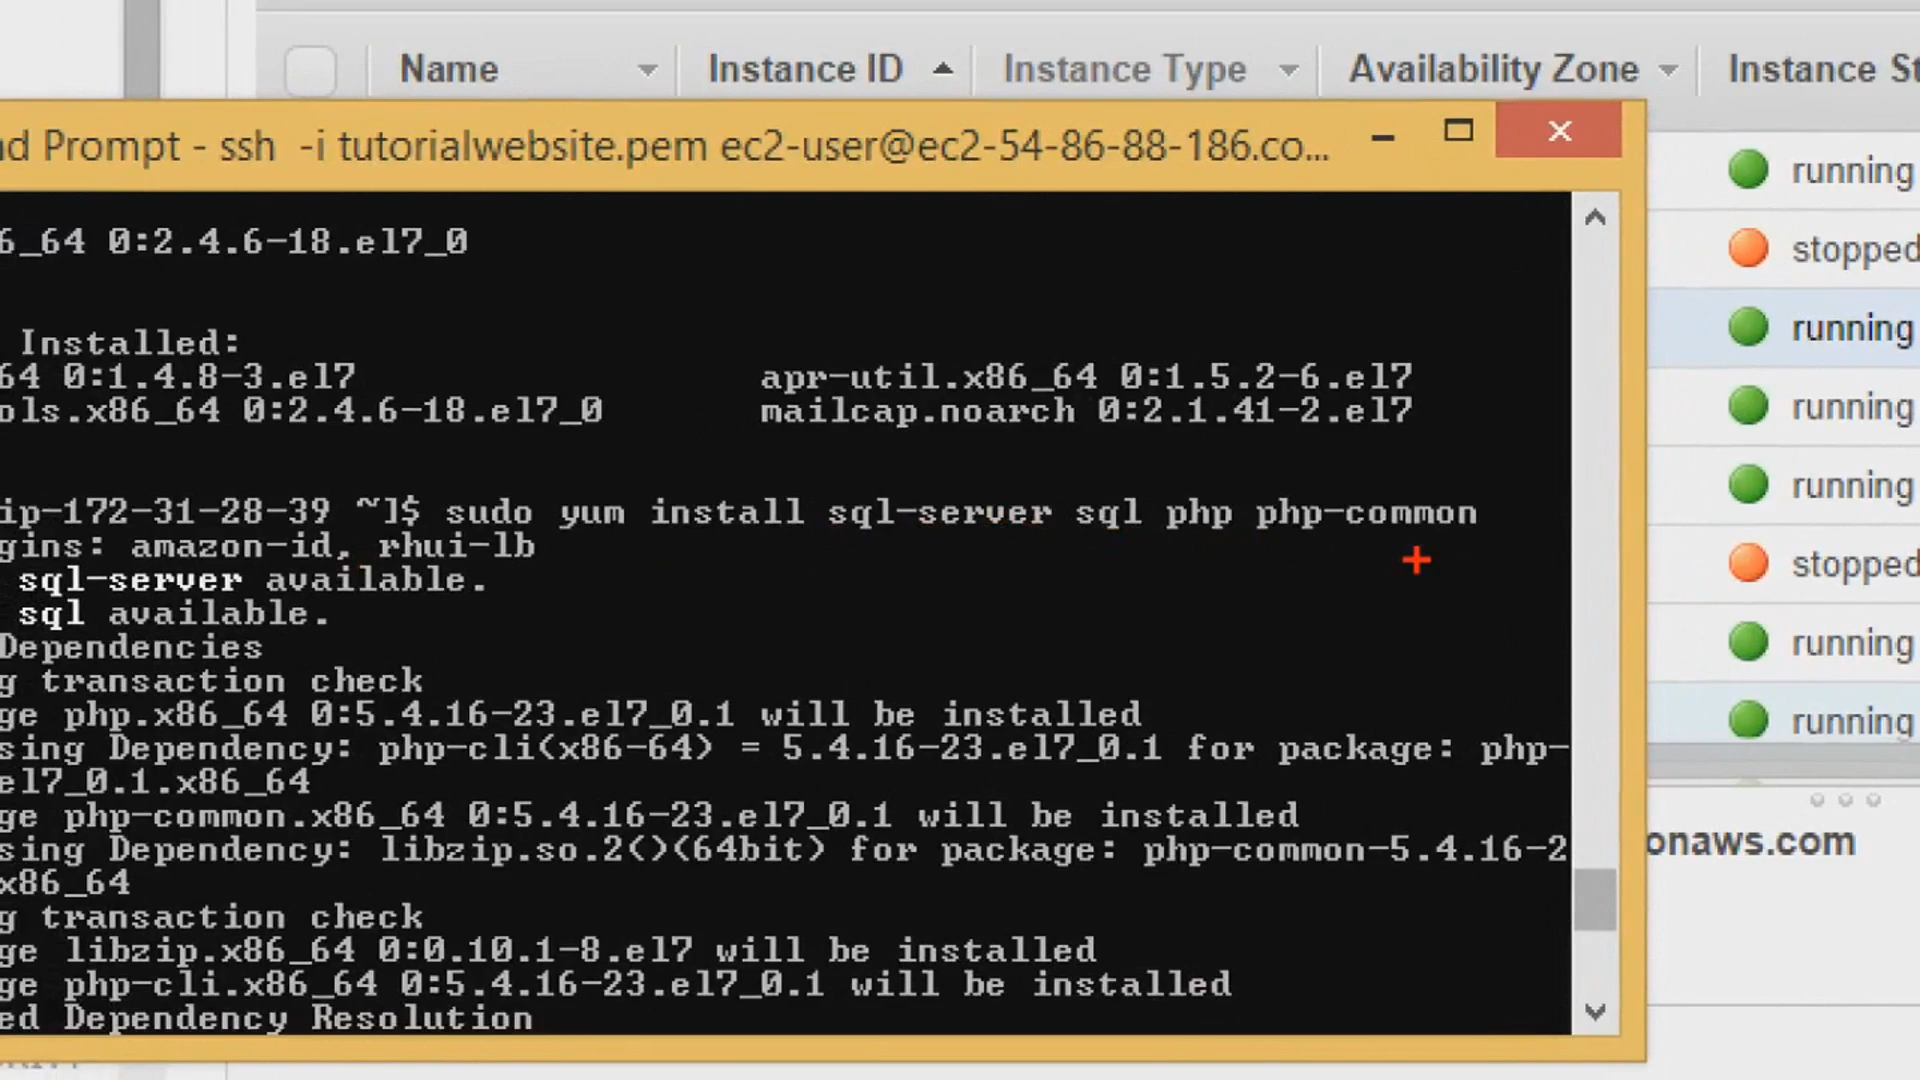 Name Instance ID Instance Type Availability Zone Instance St
nd Prompt - ssh -i tutorialwebsite.pem ec2-user@ec2-54-86-88-186.co...
running
6_64 0:2.4.6-18.el7_0
stopped
Installed:
running
64 0:1.4.8-3.el7 apr-util.x86_64 0:1.5.2-6.el7
ols.x86_64 0:2.4.6-18.el7_0 mailcap.noarch 0:2.1.41-2.el7
running
running
ip-172-31-28-39 ~]$ sudo yum install sql-server sql php php-common
gins: amazon-id, rhui-lb
stopped
sql-server available.
sql available.
Dependencies
running
g transaction check
ge php.x86_64 0:5.4.16-23.el7_0.1 will be installed
running
sing Dependency: php-cli(x86-64) = 5.4.16-23.el7_0.1 for package: php-
el7_0.1.x86_64
ge php-common.x86_64 0:5.4.16-23.el7_0.1 will be installed
onaws.com
sing Dependency: libzip.so.2()(64bit) for package: php-common-5.4.16-2
x86_64
g transaction check
ge libzip.x86_64 0:0.10.1-8.el7 will be installed
ge php-cli.x86_64 0:5.4.16-23.el7_0.1 will be installed
ed Dependency Resolution